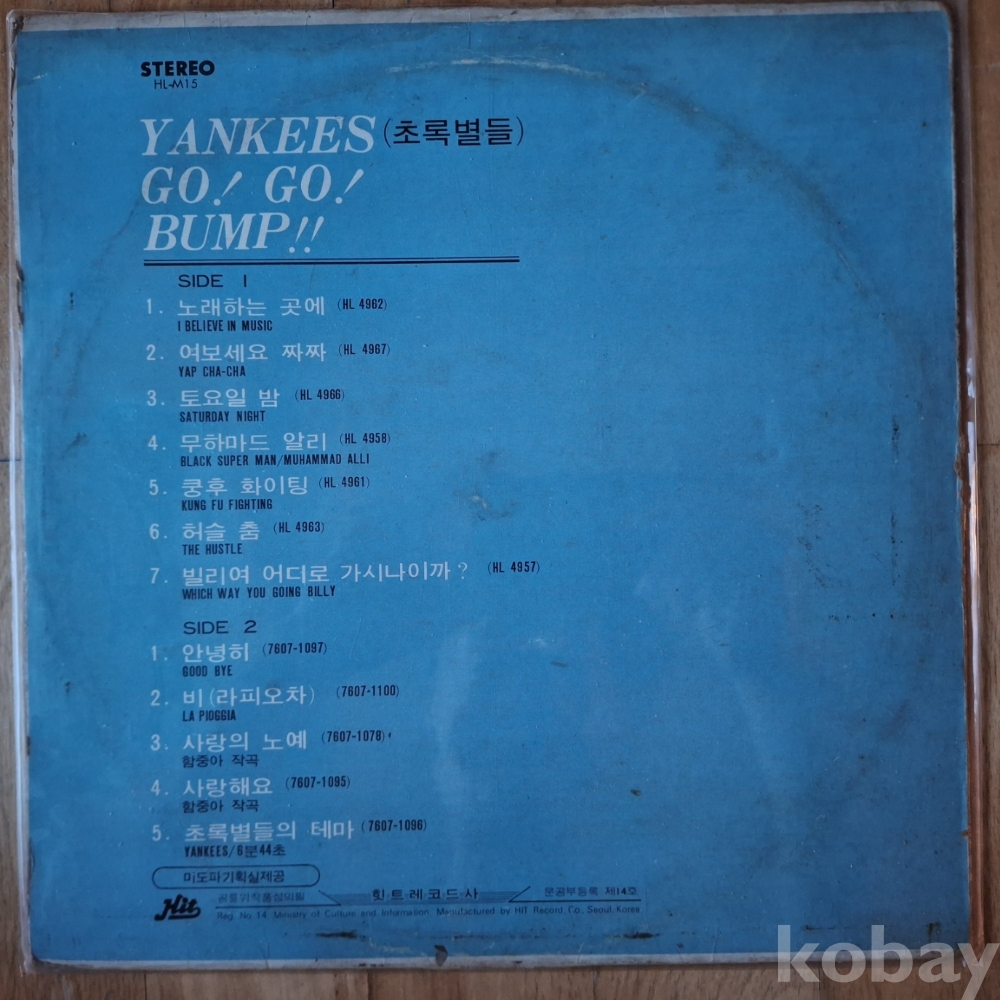 STEREO
HL-M15
YANKEES (초록별들)
GO! GO!
BUMP!!
SIDE 1
1. 노래하는 곳에 (HL 4962)
I BELIEVE IN MUSIC
2. 여보세요 짜짜 (HL 4967)
YAP CHA-CHA
3. 토요일 밤 (HL 4966)
SATURDAY NIGHT
4. 무하마드 알리 (HL 4958)
BLACK SUPER MAN/MUHAMMAD ALLI
5. 쿵후 화이팅 (HL 4961)
KUNG FU FIGHTING
6. 허슬 춤 (HL 4963)
THE HUSTLE
7. 빌리여 어디로 가시나이까? (HL 4957)
WHICH WAY YOU GOING BILLY
SIDE 2
1. 안녕히 (7607-1097)
GOOD BYE
2. 비(라피오차) (7607-1100)
LA PIOGGIA
3. 사랑의 노예 (7607-1078)
함중아 작곡
4. 사랑해요 (7607-1095)
함중아 작곡
5. 초록별들의 테마 (7607-1096)
YANKEES/6분44초
미도파기획실제공
Hit 힛트레코드사 문공부등록 제14호
Reg. No 14 Ministry of Culture and Information. Manufactured by HIT Record Co. Seoul Korea
kobay